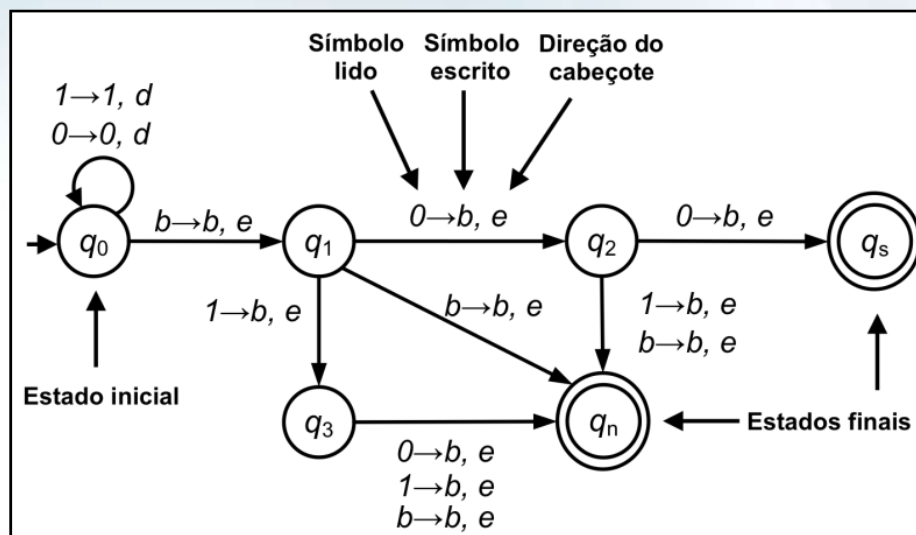 Símbolo lido
Símbolo escrito
Direção do cabeçote
1→1, d
0→0, d
q0
b→b, e
q1
0→b, e
q2
0→b, e
qs
1→b, e
b→b, e
1→b, e
b→b, e
Estado inicial
q3
0→b, e
1→b, e
b→b, e
qn
Estados finais